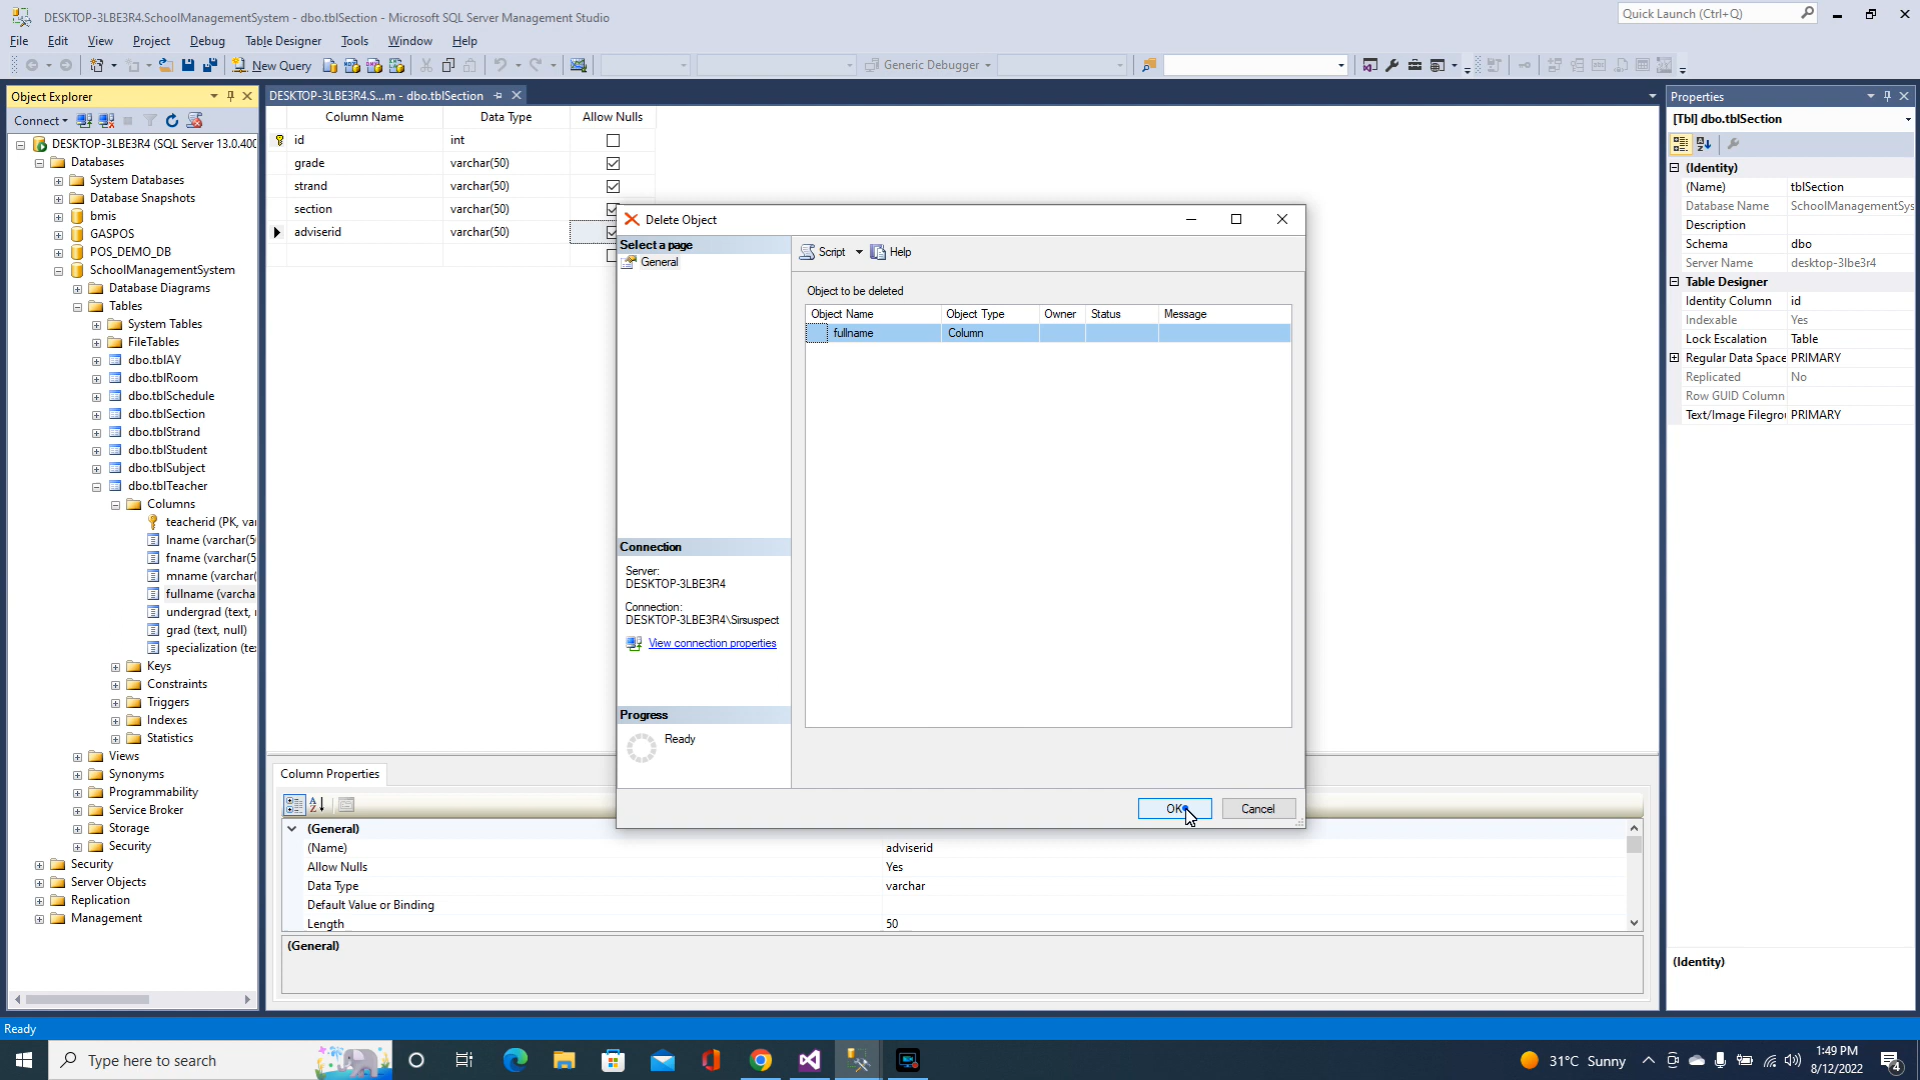 DESKTOP-3LBE3R4.SchoolManagementSystem - dbo.tblSection - Microsoft SQL Server Management Studio
Quick Launch (Ctrl+Q)
File Edit View Project Debug Table Designer Tools Window Help
New Query
Generic Debugger
Object Explorer
Connect
DESKTOP-3LBE3R4 (SQL Server 13.0.400
Databases
System Databases
Database Snapshots
bmis
GASPOS
POS_DEMO_DB
SchoolManagementSystem
Database Diagrams
Tables
System Tables
FileTables
dbo.tblAY
dbo.tblRoom
dbo.tblSchedule
dbo.tblSection
dbo.tblStrand
dbo.tblStudent
dbo.tblSubject
dbo.tblTeacher
Columns
teacherid (PK, var
lname (varchar(5
fname (varchar(5
mname (varchar(
fullname (varcha
undergrad (text,
grad (text, null)
specialization (te
Keys
Constraints
Triggers
Indexes
Statistics
Views
Synonyms
Programmability
Service Broker
Storage
Security
Security
Server Objects
Replication
Management
DESKTOP-3LBE3R4.S...m - dbo.tblSection
Column Name Data Type Allow Nulls
id int
grade varchar(50)
strand varchar(50)
section varchar(50)
adviserid varchar(50)
Delete Object
Select a page
General
Script Help
Object to be deleted
Object Name Object Type Owner Status Message
fullname Column
Connection
Server:
DESKTOP-3LBE3R4
Connection:
DESKTOP-3LBE3R4\Sirsuspect
View connection properties
Progress
Ready
OK Cancel
Column Properties
(General)
(Name) adviserid
Allow Nulls Yes
Data Type varchar
Default Value or Binding
Length 50
(General)
Properties
[Tbl] dbo.tblSection
(Identity)
(Name) tblSection
Database Name SchoolManagementSys
Description
Schema dbo
Server Name desktop-3lbe3r4
Table Designer
Identity Column id
Indexable Yes
Lock Escalation Table
Regular Data Space PRIMARY
Replicated No
Row GUID Column
Text/Image Filegrou PRIMARY
(Identity)
Ready
Type here to search
31°C Sunny
1:49 PM
8/12/2022
4